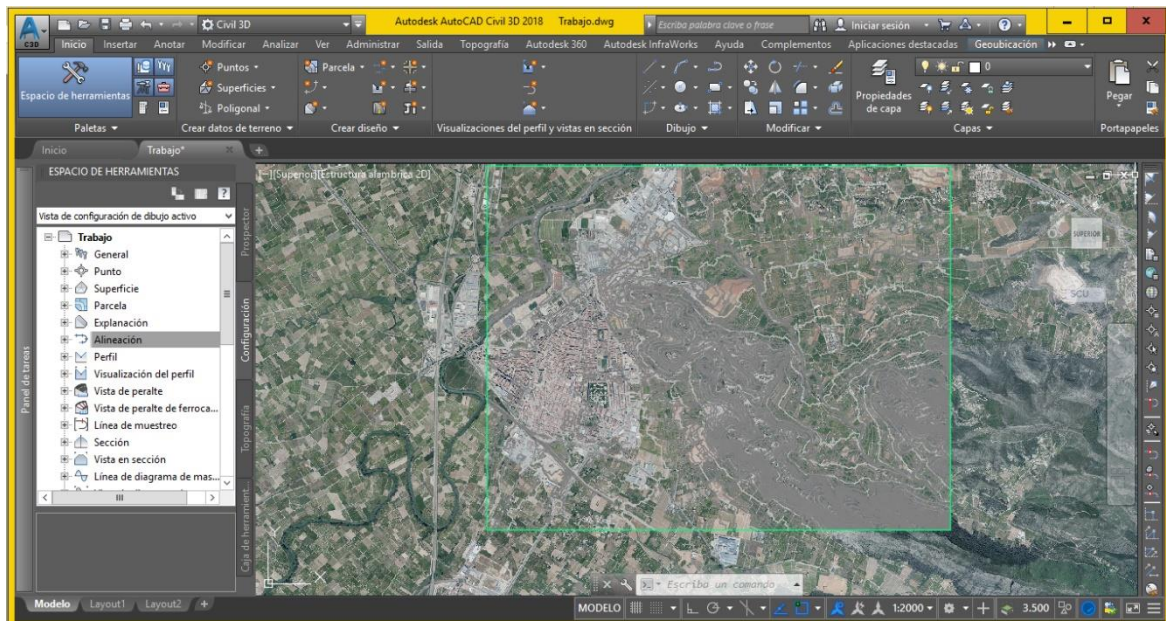 Civil 3D
Autodesk AutoCAD Civil 3D 2018 Trabajo.dwg
Escriba palabra clave o frase
Iniciar sesión
C3D
Inicio Insertar Anotar Modificar Analizar Ver Administrar Salida Topografía Autodesk 360 Autodesk InfraWorks Ayuda Complementos Aplicaciones destacadas Geoubicación
Puntos
Parcela
0
Espacio de herramientas
Superficies
Propiedades
de capa
Pegar
Poligonal
Paletas Crear datos de terreno Crear diseño Visualizaciones del perfil y vistas en sección Dibujo Modificar Capas Portapapeles
Inicio Trabajo*
ESPACIO DE HERRAMIENTAS
[-][Superior][Estructura alámbrica 2D]
Vista de configuración de dibujo activo
Trabajo
General
Punto
Superficie
Parcela
Explanación
Alineación
Perfil
Visualización del perfil
Vista de peralte
Vista de peralte de ferroca...
Línea de muestreo
Sección
Vista en sección
Línea de diagrama de mas...
Prospector
Configuración
Topografía
Caja de herramient...
Panel de tareas
SUPERIOR
SCU
X
Escriba un comando
Modelo Layout1 Layout2
MODELO 1:2000 3.500